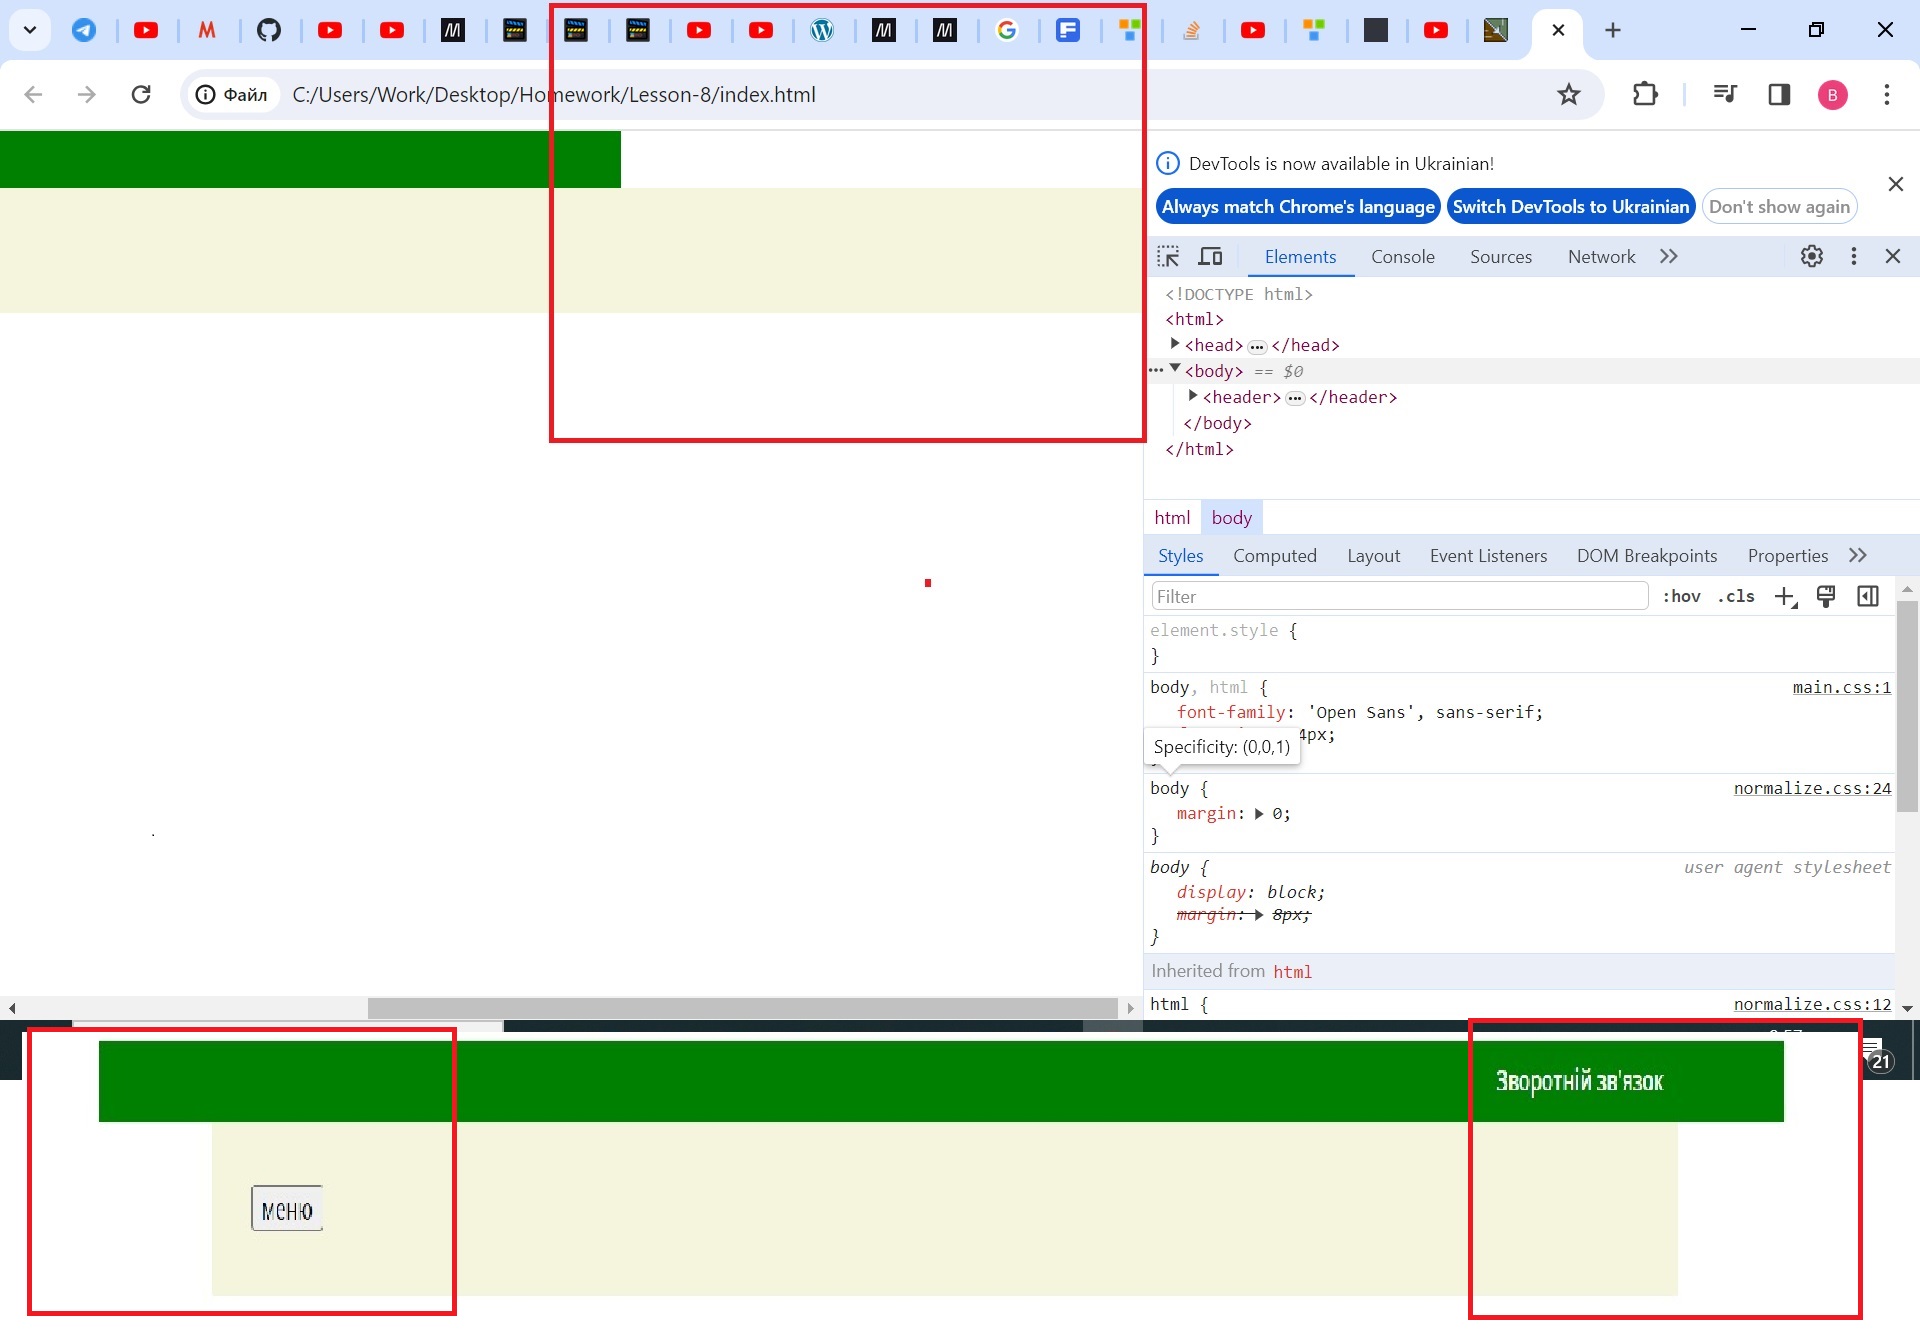 Файл
C:/Users/Work/Desktop/Homework/Lesson-8/index.html
B
DevTools is now available in Ukrainian!
Always match Chrome's language
Switch DevTools to Ukrainian
Don't show again
Elements
Console
Sources
Network
<!DOCTYPE html>
<html>
<head> … </head>
<body> == $0
<header> … </header>
</body>
</html>
html
body
Styles
Computed
Layout
Event Listeners
DOM Breakpoints
Properties
Filter
:hov
.cls
element.style {
}
body, html {
main.css:1
font-family: 'Open Sans', sans-serif;
4px;
Specificity: (0,0,1)
body {
normalize.css:24
margin: 0;
}
body {
user agent stylesheet
display: block;
margin: 8px;
}
Inherited from html
html {
normalize.css:12
21
Зворотній зв'язок
меню